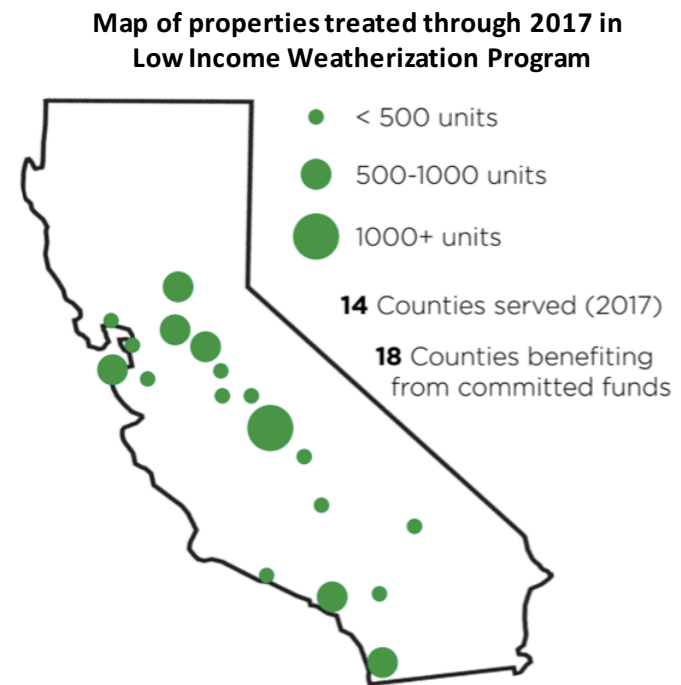 Map of properties treated through 2017 in
Low Income Weatherization Program
< 500 units
500-1000 units
1000+ units
14 Counties served (2017)
18 Counties benefiting
from committed funds